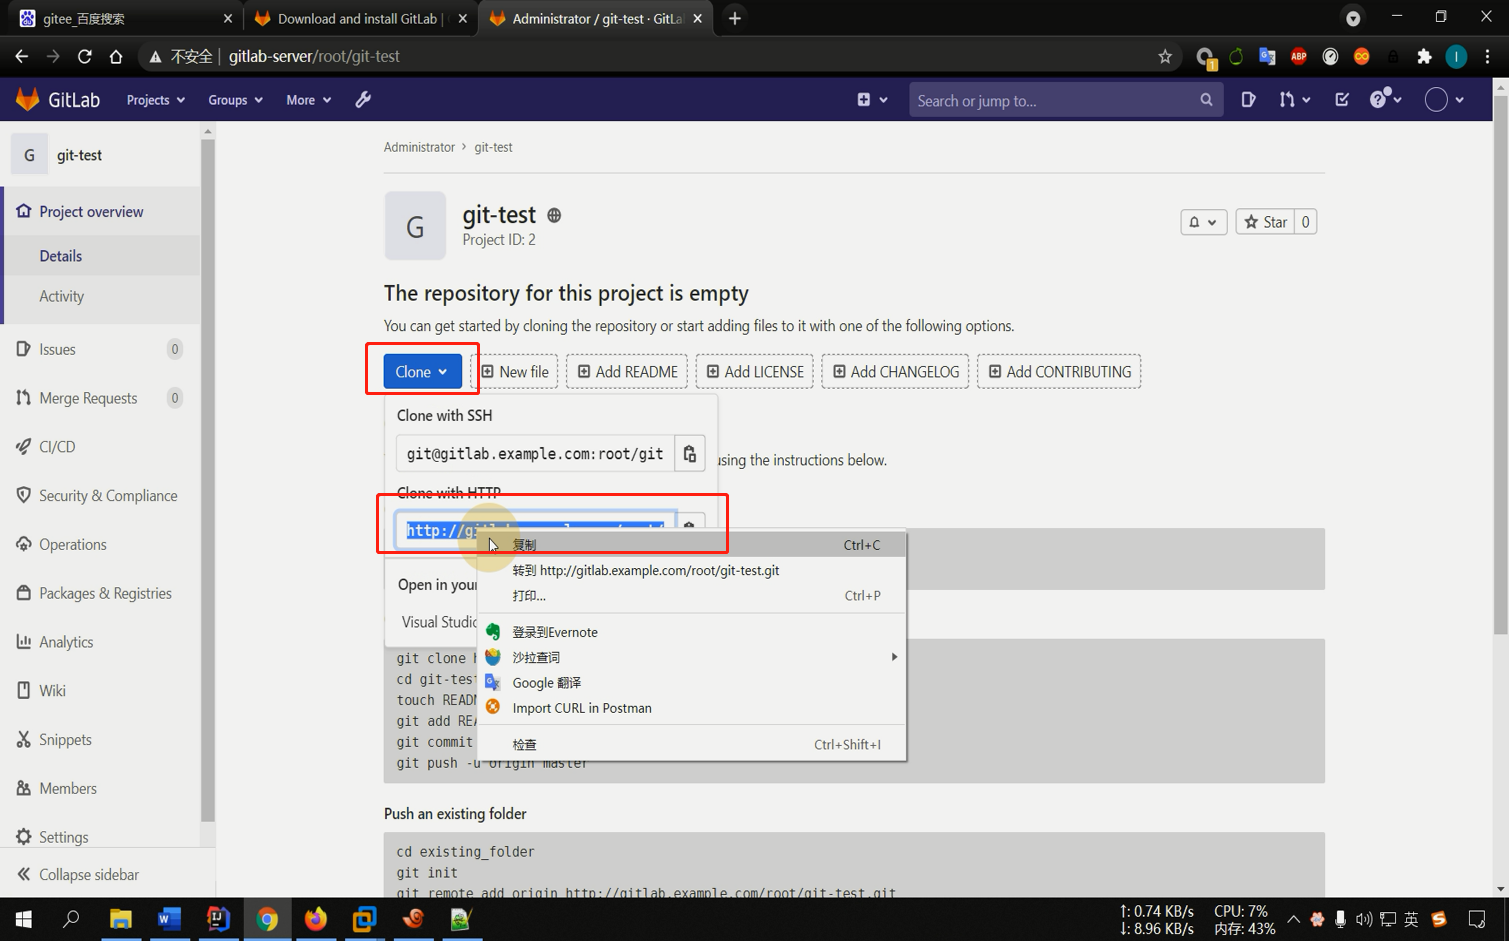 gitee_百度搜索
Download and install GitLab |
Administrator / git-test · GitLa
不安全 | gitlab-server/root/git-test
1
ABP
I
GitLab
Projects
Groups
More
Search or jump to...
G
git-test
Project overview
Details
Activity
Issues
0
Merge Requests
0
CI/CD
Security & Compliance
Operations
Packages & Registries
Analytics
Wiki
Snippets
Members
Settings
Collapse sidebar
Administrator › git-test
G
git-test
Project ID: 2
Star
0
The repository for this project is empty
You can get started by cloning the repository or start adding files to it with one of the following options.
Clone
New file
Add README
Add LICENSE
Add CHANGELOG
Add CONTRIBUTING
Clone with SSH
git@gitlab.example.com:root/git
using the instructions below.
Clone with HTTP
http://
复制 Ctrl+C
转到 http://gitlab.example.com/root/git-test.git
打印... Ctrl+P
Open in your
登录到Evernote
Visual Studio
沙拉查词
Google 翻译
Import CURL in Postman
检查 Ctrl+Shift+I
git clone
cd git-test
touch README
git add
git commit
git push -u origin master
Push an existing folder
cd existing_folder
git init
git remote add origin http://gitlab.example.com/root/git-test.git
↑: 0.74 KB/s
↓: 8.96 KB/s
CPU: 7%
内存: 43%
英